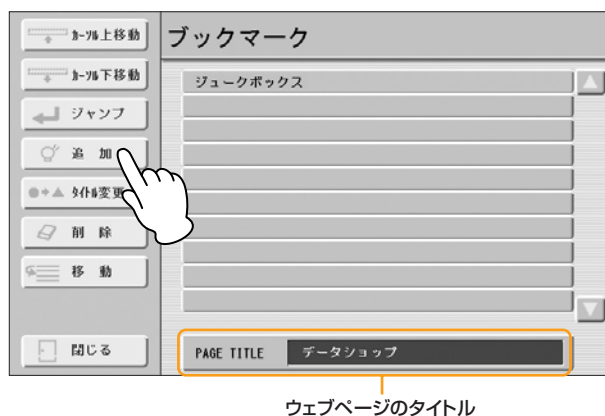 カーソル上移動
ブックマーク
カーソル下移動
ジュークボックス
ジャンプ
追 加
タイトル変更
削 除
移 動
閉じる
PAGE TITLE
データショップ
ウェブページのタイトル